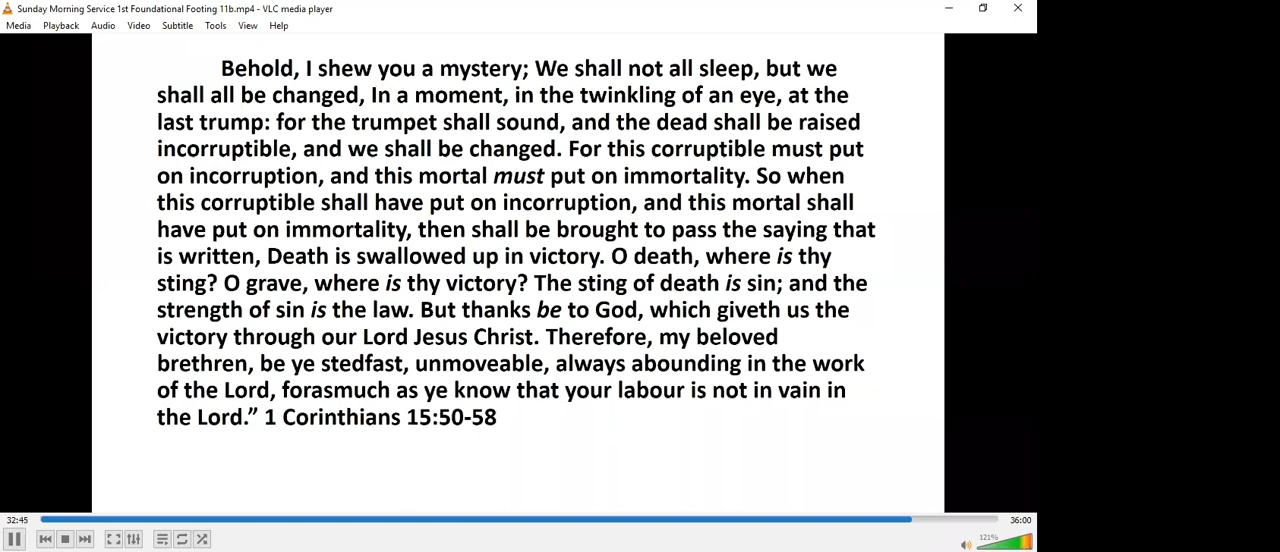 Sunday Morning Service 1st Foundational Footing 11b.mp4 - VLC media player
Media Playback Audio Video Subtitle Tools View Help
Behold, I shew you a mystery; We shall not all sleep, but we
shall all be changed, In a moment, in the twinkling of an eye, at the
last trump: for the trumpet shall sound, and the dead shall be raised
incorruptible, and we shall be changed. For this corruptible must put
on incorruption, and this mortal must put on immortality. So when
this corruptible shall have put on incorruption, and this mortal shall
have put on immortality, then shall be brought to pass the saying that
is written, Death is swallowed up in victory. O death, where is thy
sting? O grave, where is thy victory? The sting of death is sin; and the
strength of sin is the law. But thanks be to God, which giveth us the
victory through our Lord Jesus Christ. Therefore, my beloved
brethren, be ye stedfast, unmoveable, always abounding in the work
of the Lord, forasmuch as ye know that your labour is not in vain in
the Lord.” 1 Corinthians 15:50-58
32:45 36:00
121%